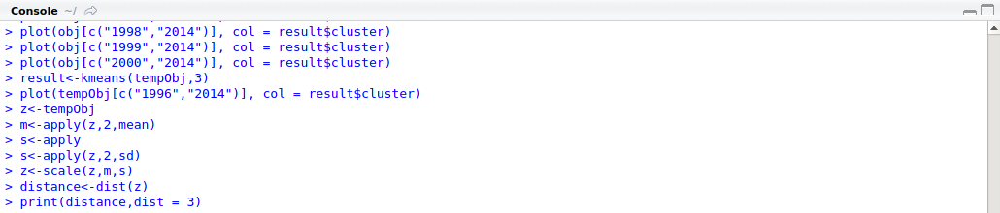 Console ~/
> plot(obj[c("1998","2014")], col = result$cluster)
> plot(obj[c("1999","2014")], col = result$cluster)
> plot(obj[c("2000","2014")], col = result$cluster)
> result<-kmeans(tempObj,3)
> plot(tempObj[c("1996","2014")], col = result$cluster)
> z<-tempObj
> m<-apply(z,2,mean)
> s<-apply
> s<-apply(z,2,sd)
> z<-scale(z,m,s)
> distance<-dist(z)
> print(distance,dist = 3)